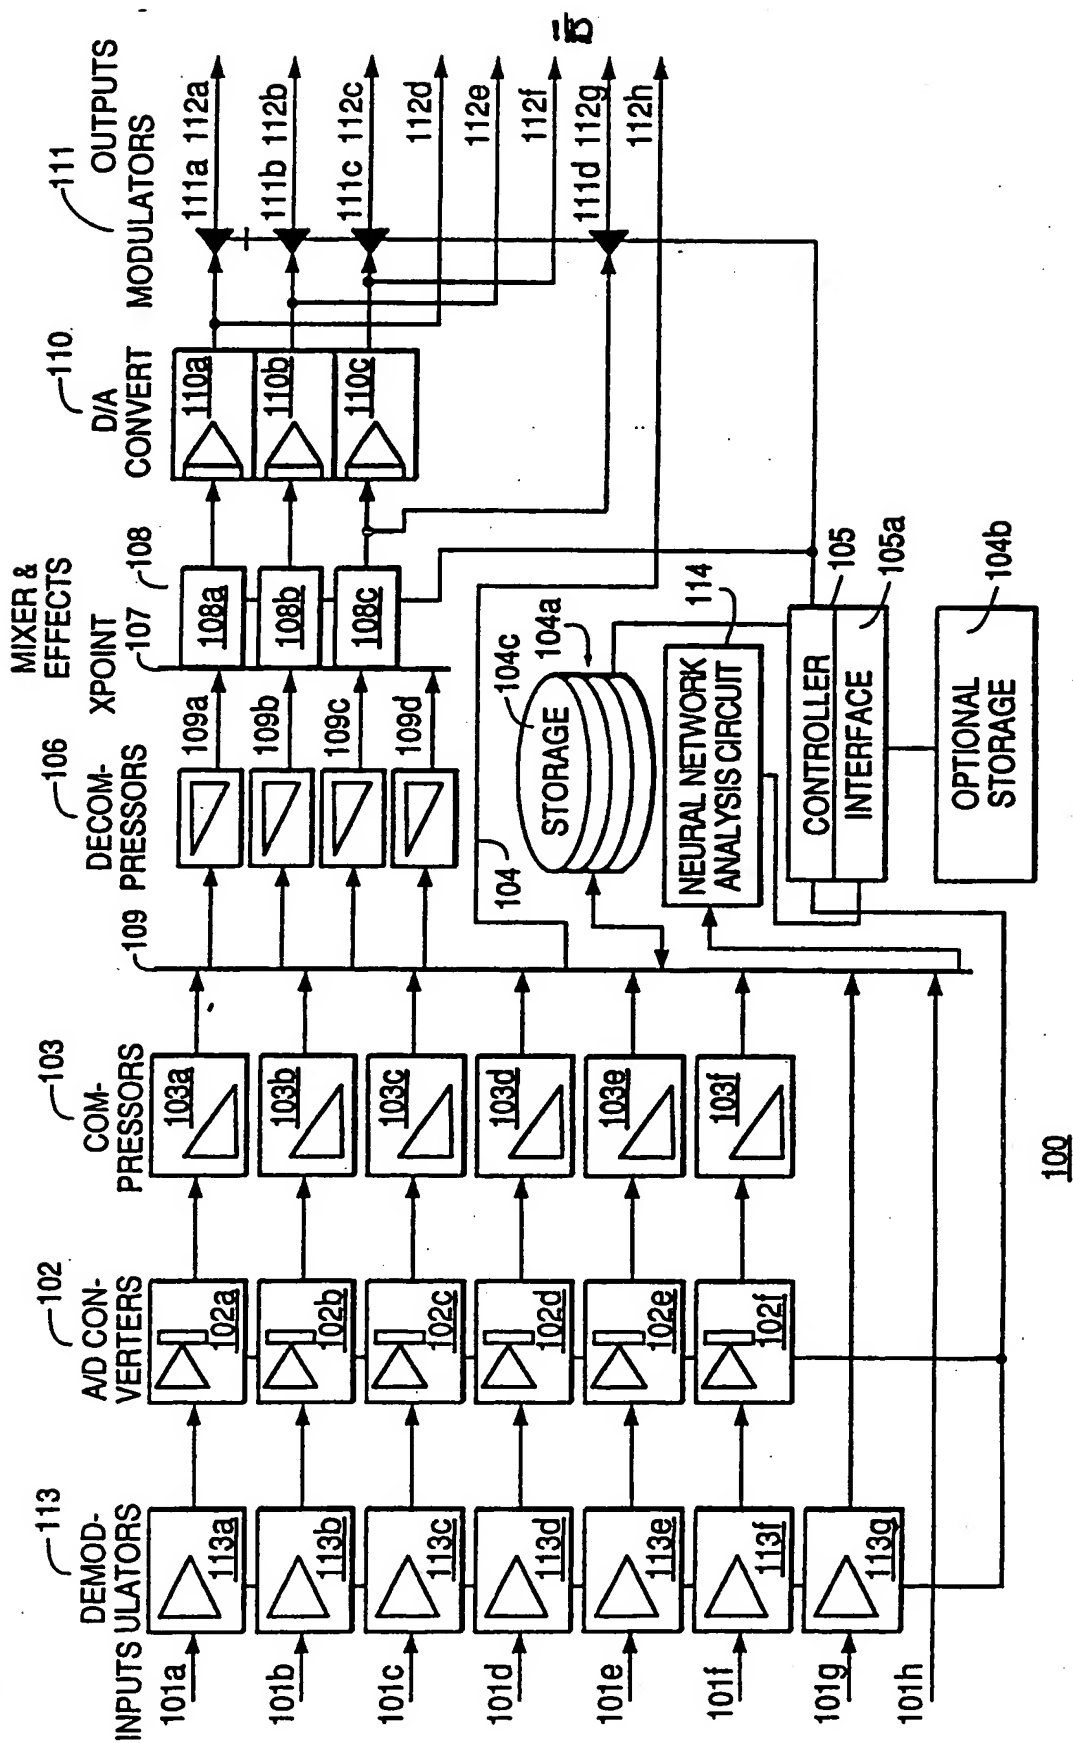 INPUTS
DEMOD-
ULATORS
113
A/D CON-
VERTERS
102
COM-
PRESSORS
103
109
DECOM-
PRESSORS
106
XPOINT
107
MIXER &
EFFECTS
108
D/A
CONVERT
110
MODULATORS
111
OUTPUTS
101a
113a
102a
103a
109a
108a
110a
111a
112a
101b
113b
102b
103b
109b
108b
110b
111b
112b
101c
113c
102c
103c
109c
108c
110c
111c
112c
109d
112d
101d
113d
102d
103d
104
112e
112f
101e
113e
102e
103e
STORAGE
104c
104a
111d
112g
112h
101f
113f
102f
103f
NEURAL NETWORK
ANALYSIS CIRCUIT
114
101g
113g
CONTROLLER
105
INTERFACE
105a
101h
OPTIONAL
STORAGE
104b
100